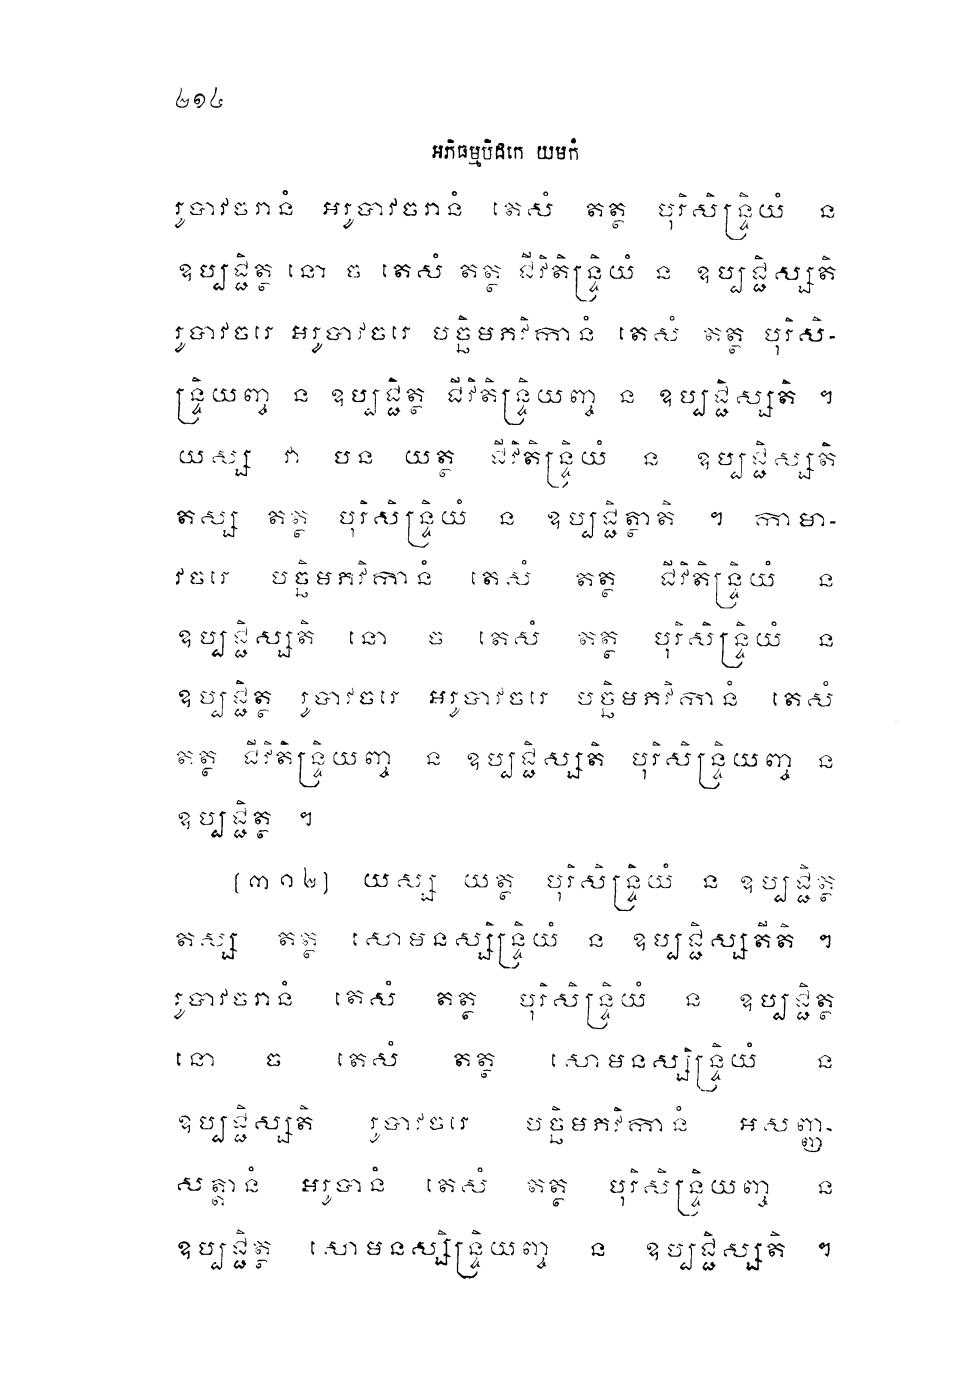 ២១៤
អភិធម្មបិដកេ យមកំ
រូបាវចរានំ អរូបាវចរានំ តេសំ តត្ថ បុរិសិន្ទ្រិយំ ន
ឧប្បជ្ជិត្ថ នោ ច តេសំ តត្ថ ជីវិតិន្ទ្រិយំ ន ឧប្បជ្ជិស្សតិ
រូបាវចរេ អរូបាវចរេ បច្ឆិមភវិកានំ តេសំ តត្ថ បុរិសិ-
ន្ទ្រិយញ្ច ន ឧប្បជ្ជិត្ថ ជីវិតិន្ទ្រិយញ្ច ន ឧប្បជ្ជិស្សតិ ។
យស្ស វា បន យត្ថ ជីវិតិន្ទ្រិយំ ន ឧប្បជ្ជិស្សតិ
តស្ស តត្ថ បុរិសិន្ទ្រិយំ ន ឧប្បជ្ជិត្ថាតិ ។ កាមា-
វចរេ បច្ឆិមភវិកានំ តេសំ តត្ថ ជីវិតិន្ទ្រិយំ ន
ឧប្បជ្ជិស្សតិ នោ ច តេសំ តត្ថ បុរិសិន្ទ្រិយំ ន
ឧប្បជ្ជិត្ថ រូបាវចរេ អរូបាវចរេ បច្ឆិមភវិកានំ តេសំ
តត្ថ ជីវិតិន្ទ្រិយញ្ច ន ឧប្បជ្ជិស្សតិ បុរិសិន្ទ្រិយញ្ច ន
ឧប្បជ្ជិត្ថ ។
[៣១២] យស្ស យត្ថ បុរិសិន្ទ្រិយំ ន ឧប្បជ្ជិត្ថ
តស្ស តត្ថ សោមនស្សិន្ទ្រិយំ ន ឧប្បជ្ជិស្សតីតិ ។
រូបាវចរានំ តេសំ តត្ថ បុរិសិន្ទ្រិយំ ន ឧប្បជ្ជិត្ថ
នោ ច តេសំ តត្ថ សោមនស្សិន្ទ្រិយំ ន
ឧប្បជ្ជិស្សតិ រូបាវចរេ បច្ឆិមភវិកានំ អសញ្ញ-
សត្តានំ អរូបានំ តេសំ តត្ថ បុរិសិន្ទ្រិយញ្ច ន
ឧប្បជ្ជិត្ថ សោមនស្សិន្ទ្រិយញ្ច ន ឧប្បជ្ជិស្សតិ ។